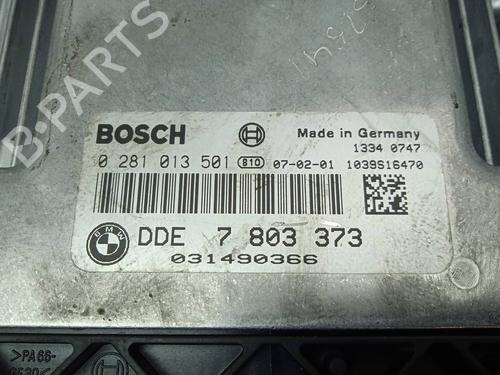 B-PARTS
BOSCH
Made in Germany
1334 0747
0 281 013 501 810 07-02-01 1039S16470
BMW
DDE 7 803 373
031490366
>PA66-